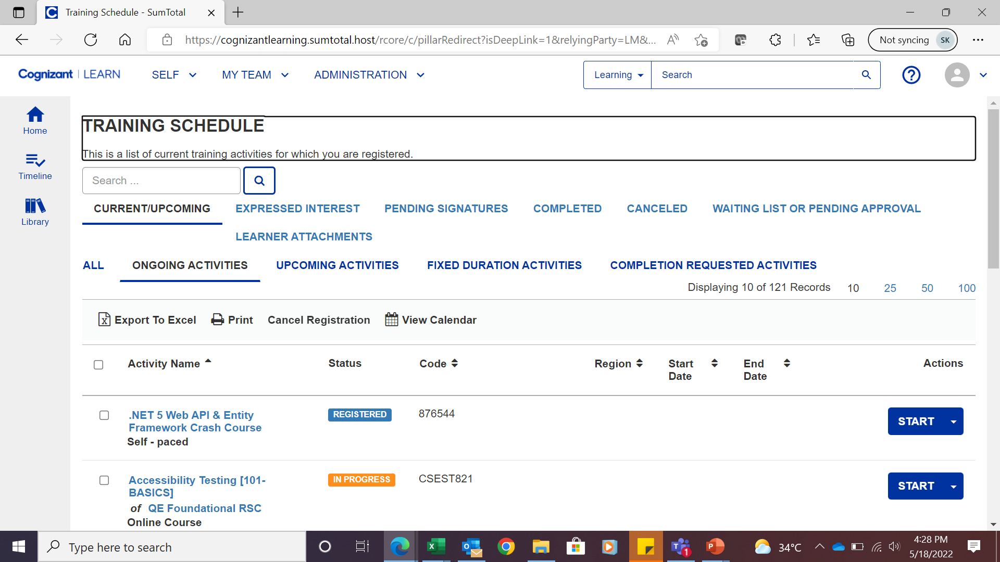 Training Schedule - SumTotal
https://cognizantlearning.sumtotal.host/rcore/c/pillarRedirect?isDeepLink=1&relyingParty=LM&...
Not syncing SK
Cognizant | LEARN
SELF MY TEAM ADMINISTRATION
Learning Search
Home
Timeline
Library
TRAINING SCHEDULE
This is a list of current training activities for which you are registered.
Search ...
CURRENT/UPCOMING EXPRESSED INTEREST PENDING SIGNATURES COMPLETED CANCELED WAITING LIST OR PENDING APPROVAL
LEARNER ATTACHMENTS
ALL ONGOING ACTIVITIES UPCOMING ACTIVITIES FIXED DURATION ACTIVITIES COMPLETION REQUESTED ACTIVITIES
Displaying 10 of 121 Records 10 25 50 100
Export To Excel Print Cancel Registration View Calendar
Activity Name Status Code Region Start Date End Date Actions
.NET 5 Web API & Entity REGISTERED 876544 START
Framework Crash Course
Self - paced
Accessibility Testing [101- IN PROGRESS CSEST821 START
BASICS]
of QE Foundational RSC
Online Course
Type here to search
34°C
4:28 PM
5/18/2022